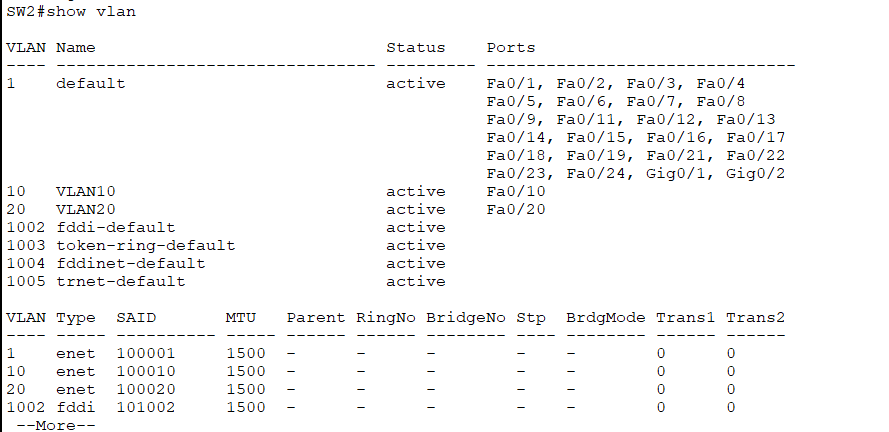 SW2#show vlan
VLAN Name                             Status    Ports
---- -------------------------------- --------- -------------------------------
1    default                          active    Fa0/1, Fa0/2, Fa0/3, Fa0/4
                                                Fa0/5, Fa0/6, Fa0/7, Fa0/8
                                                Fa0/9, Fa0/11, Fa0/12, Fa0/13
                                                Fa0/14, Fa0/15, Fa0/16, Fa0/17
                                                Fa0/18, Fa0/19, Fa0/21, Fa0/22
                                                Fa0/23, Fa0/24, Gig0/1, Gig0/2
10   VLAN10                           active    Fa0/10
20   VLAN20                           active    Fa0/20
1002 fddi-default                     active
1003 token-ring-default               active
1004 fddinet-default                  active
1005 trnet-default                    active
VLAN Type  SAID       MTU   Parent RingNo BridgeNo Stp  BrdgMode Trans1 Trans2
---- ----- ---------- ----- ------ ------ -------- ---- -------- ------ ------
1    enet  100001     1500  -      -      -        -    -        0      0
10   enet  100010     1500  -      -      -        -    -        0      0
20   enet  100020     1500  -      -      -        -    -        0      0
1002 fddi  101002     1500  -      -      -        -    -        0      0
 --More--